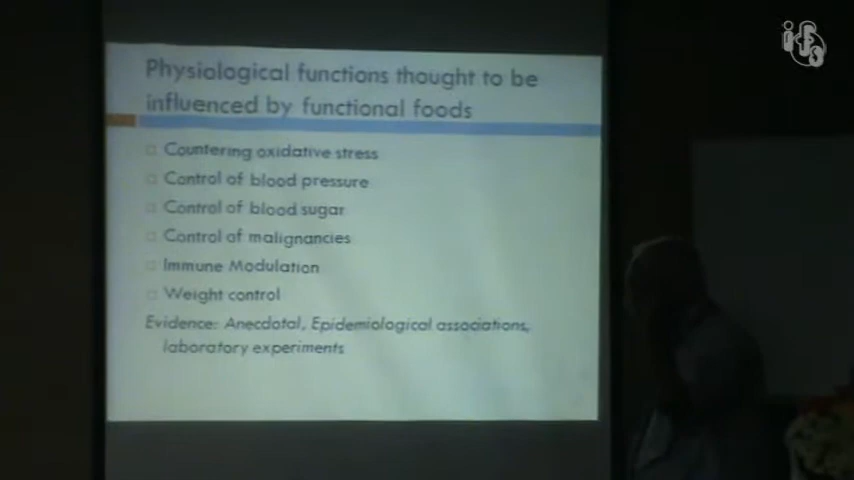 Physiological functions thought to be
influenced by functional foods
Countering oxidative stress
Control of blood pressure
Control of blood sugar
Control of malignancies
Immune Modulation
Weight control
Evidence: Anecdotal, Epidemiological associations,
laboratory experiments